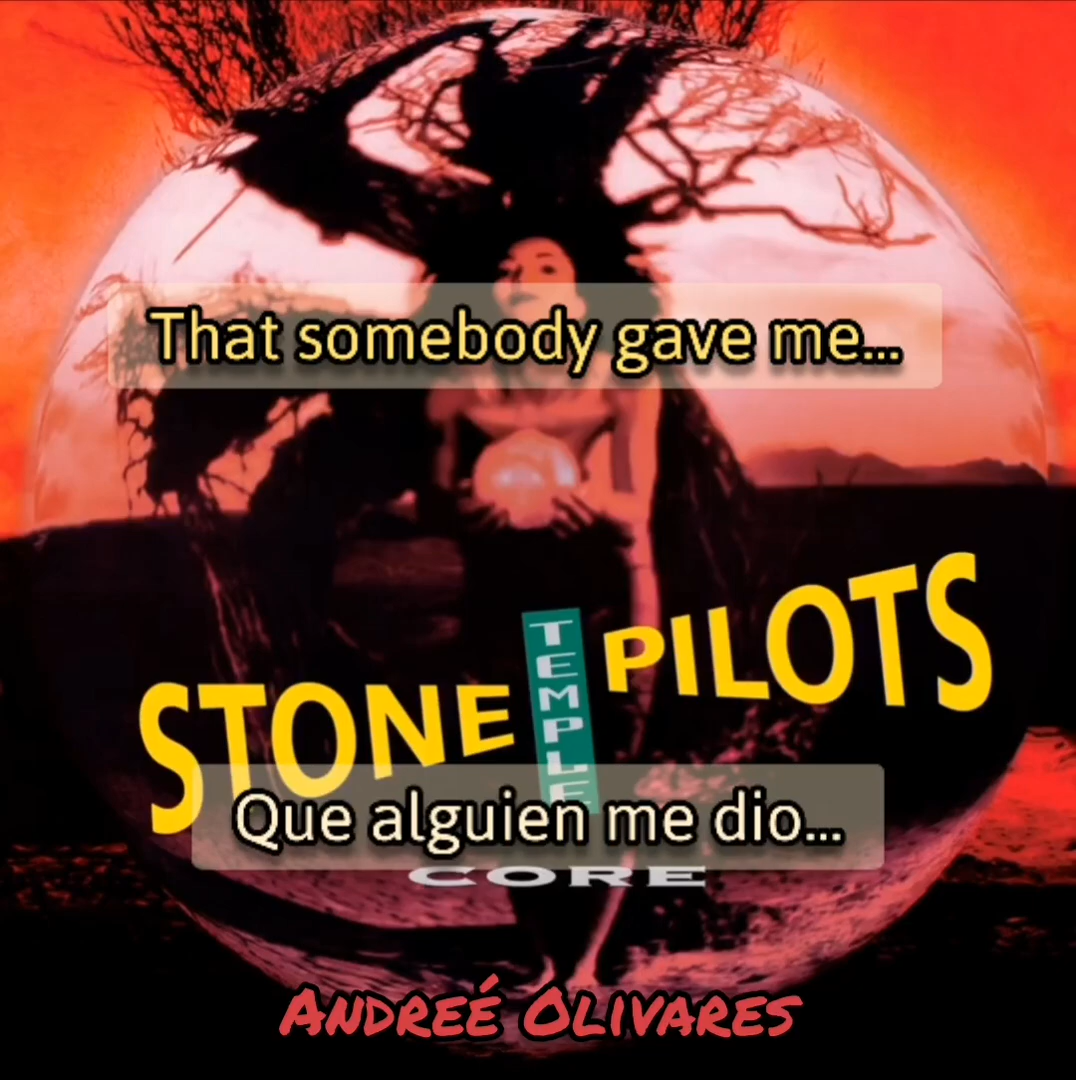 That somebody gave me...
STONE TEMPLE PILOTS
Que alguien me dio...
CORE
Andreé Olivares